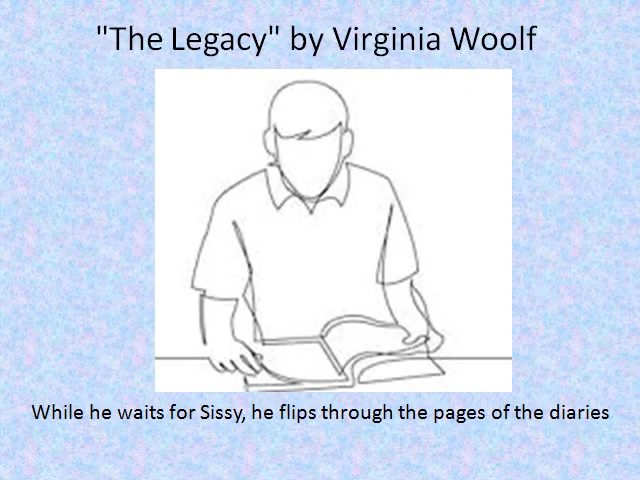 "The Legacy" by Virginia Woolf
While he waits for Sissy, he flips through the pages of the diaries